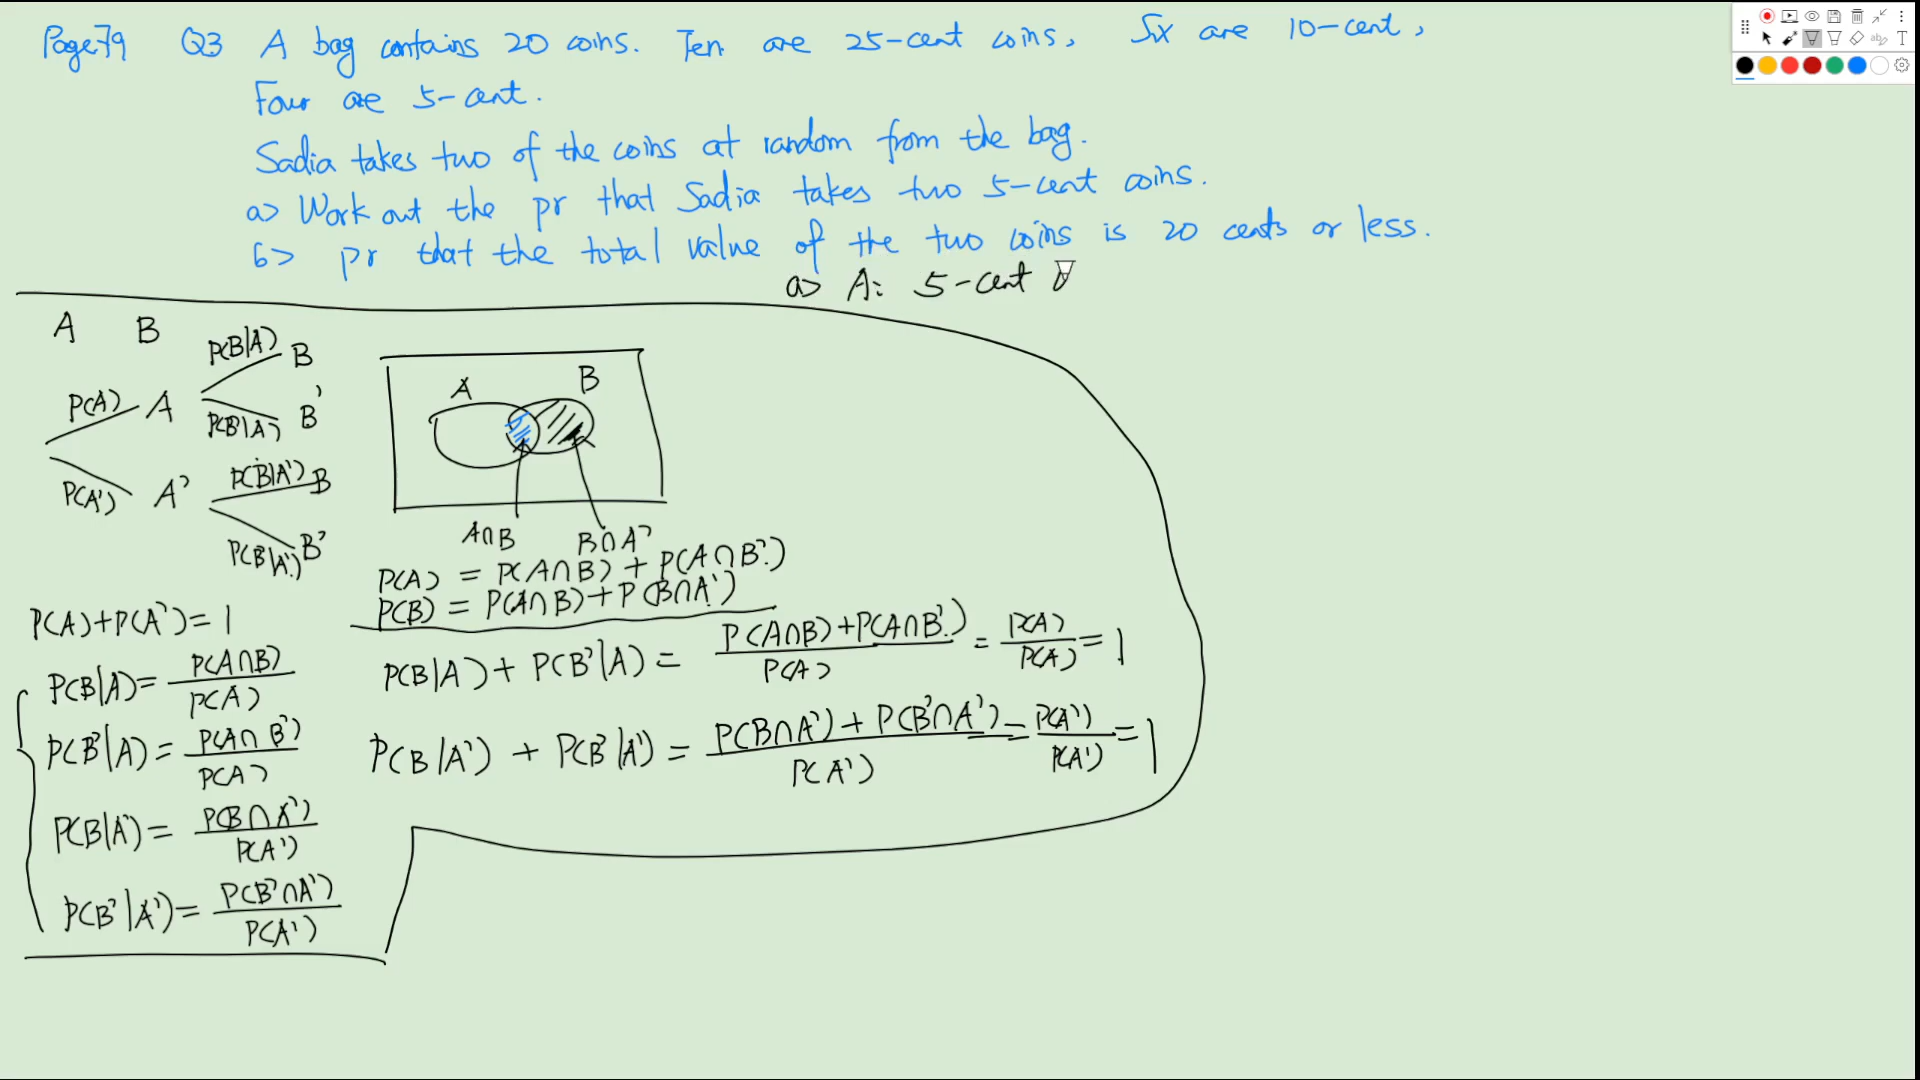 Page79 Q3 A bag contains 20 coins. Ten are 25-cent coins, Six are 10-cent,
Four are 5-cent.
Sadia takes two of the coins at random from the bag.
a> Work out the pr that Sadia takes two 5-cent coins.
b> pr that the total value of the two coins is 20 cents or less.
a> A: 5-cent
A B
P(B|A) B
P(A) A
P(B'|A) B'
P(A') A'
P(B|A') B
P(B'|A') B'
A B
A∩B B∩A'
P(A) = P(A∩B) + P(A∩B')
P(B) = P(A∩B) + P(B∩A')
P(A)+P(A')=1
P(B|A)= P(A∩B) / P(A)
P(B'|A)= P(A∩B') / P(A)
P(B|A')= P(B∩A') / P(A')
P(B'|A')= P(B'∩A') / P(A')
P(B|A)+ P(B'|A) = P(A∩B)+P(A∩B') / P(A) = P(A) / P(A) = 1
P(B|A') + P(B'|A') = P(B∩A') + P(B'∩A') / P(A') = P(A') / P(A') = 1
ab
T